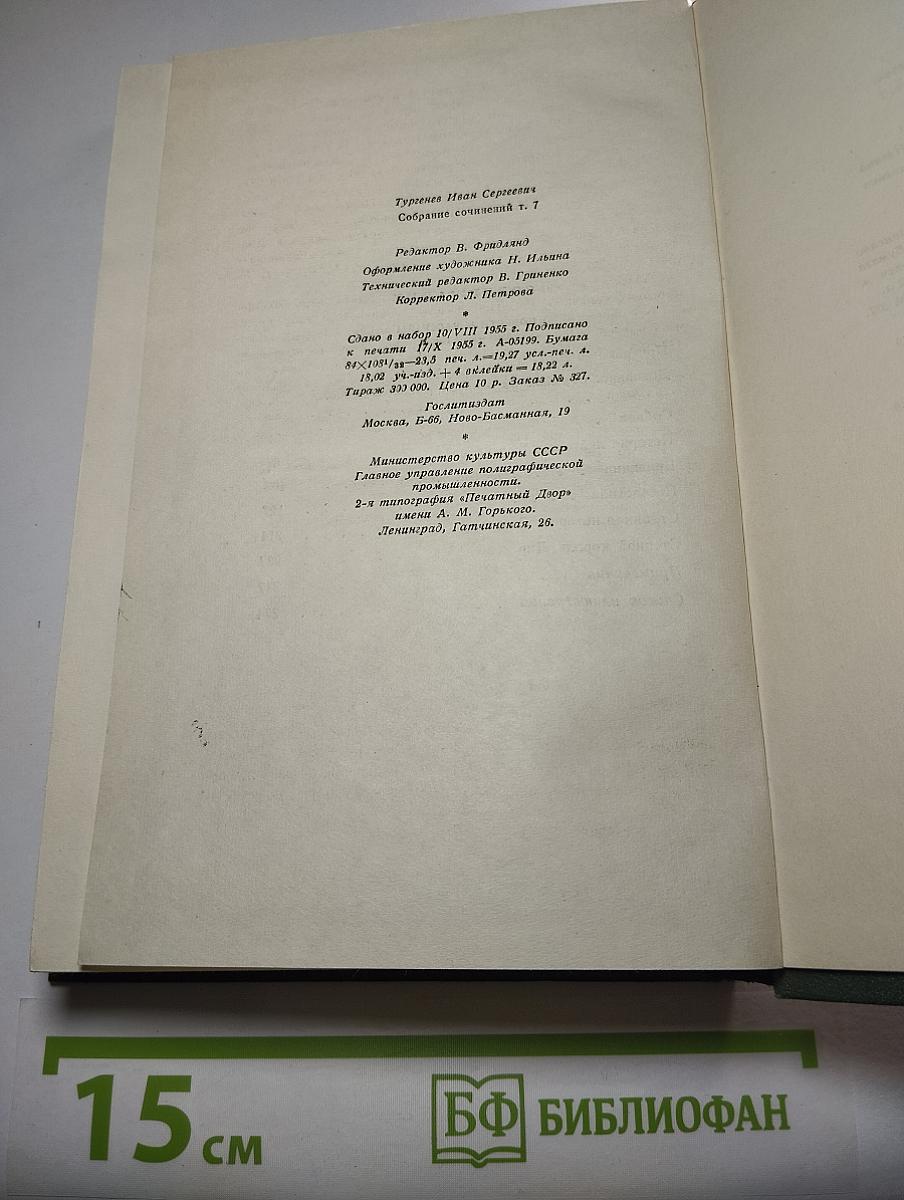 Тургенев Иван Сергеевич
Собрание сочинений т. 7
Редактор В. Фридлянд
Оформление художника Н. Ильина
Технический редактор В. Гриненко
Корректор Л. Петрова
*
Сдано в набор 10/VIII 1955 г. Подписано
к печати 17/X 1955 г. А-05199. Бумага
84×108¹/₃₂—23,5 печ. л.=19,27 усл.-печ. л.
18,02 уч.-изд. + 4 вклейки = 18,22 л.
Тираж 300 000. Цена 10 р. Заказ № 327.
Гослитиздат
Москва, Б-66, Ново-Басманная, 19
*
Министерство культуры СССР
Главное управление полиграфической
промышленности.
2-я типография «Печатный Двор»
имени А. М. Горького.
Ленинград, Гатчинская, 26.
15 см
БФ БИБЛИОФАН